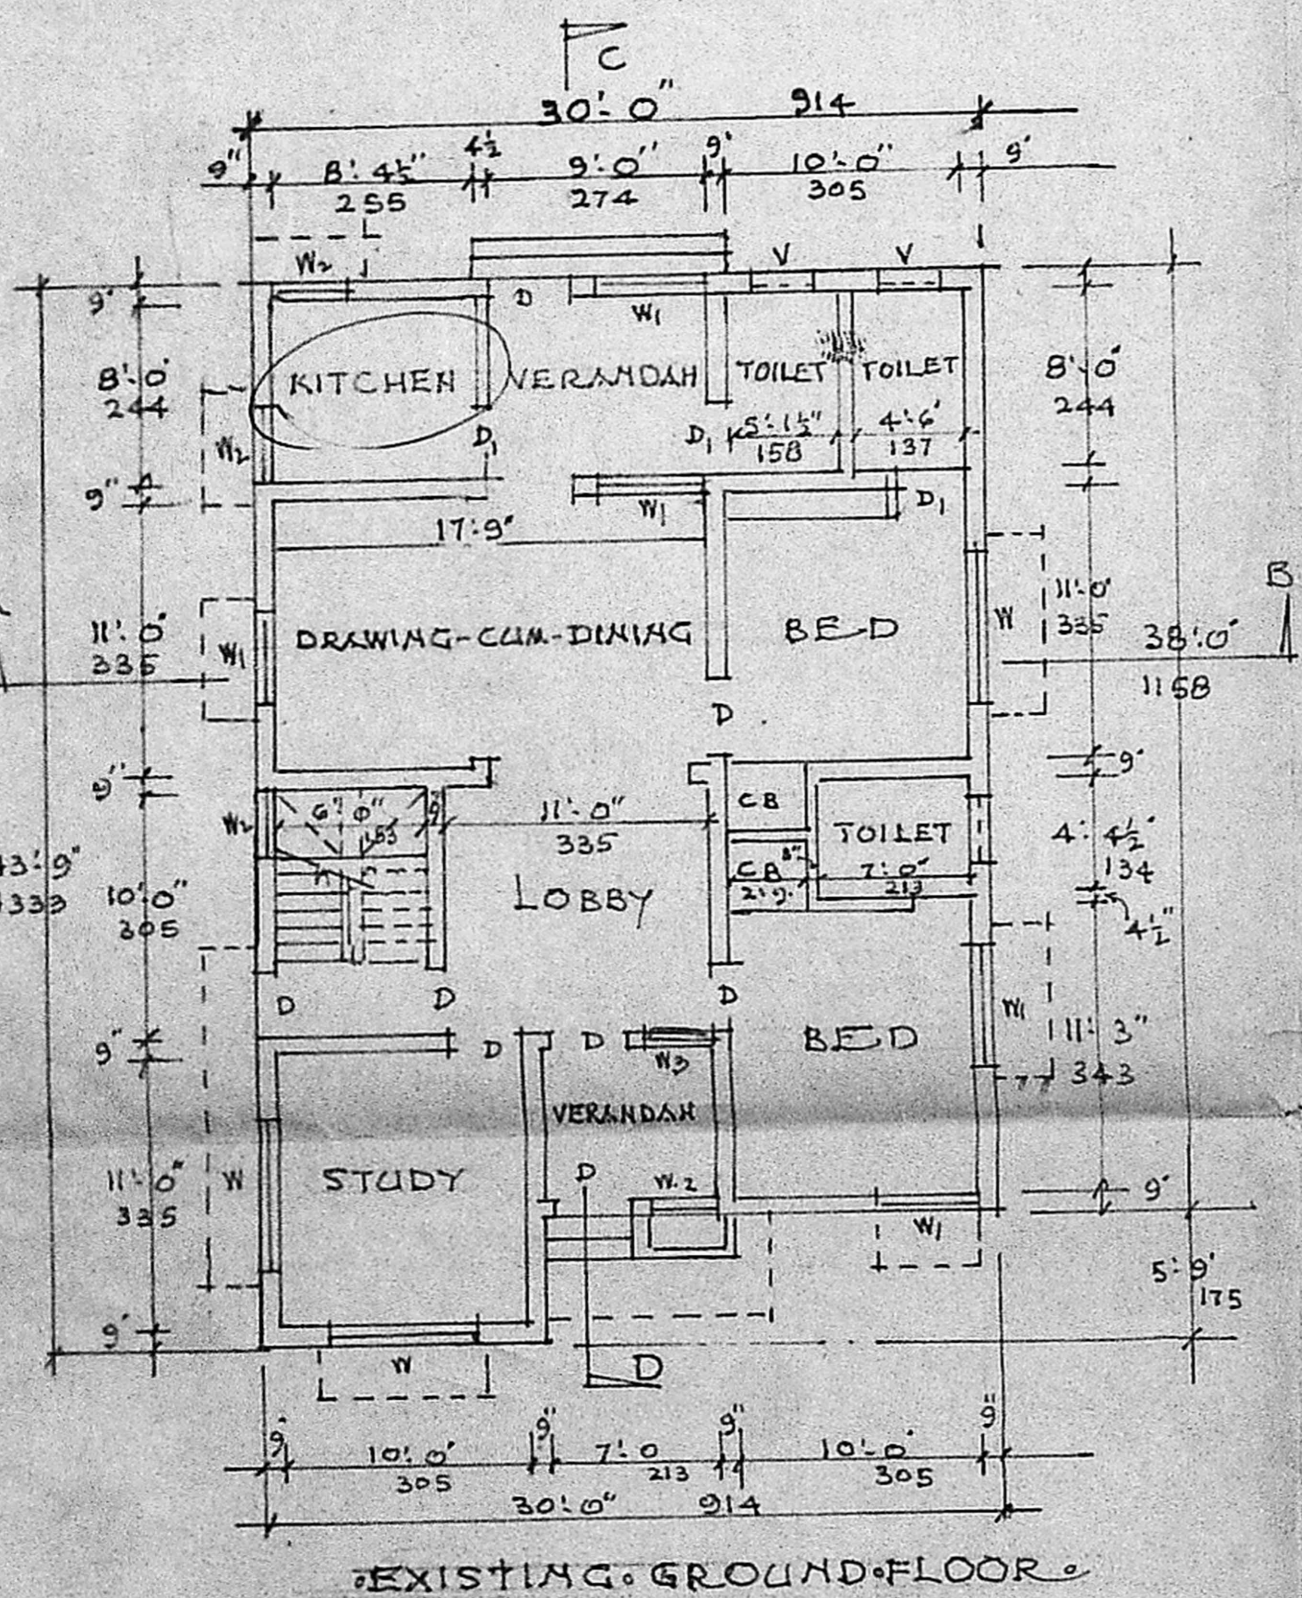 C
30'-0" 914
9" 8'-4½" 4½ 9'-0" 9' 10'-0" 9'
255 274 305
W2 V V
9' D W1
8'-0" KITCHEN VERANDAH TOILET TOILET 8'-0"
244 244
5'-1½" 4'-6'
W2 D1 D1 158 137
9" W1 D1
17'-9"
B
11'-0" W 11'-0"
335 W1 DRAWING-CUM-DINING BED 335 38'-0"
1158
D
9" 9'
W2 6'-0" 9" 11'-0" CB TOILET 4'-4½"
153 335 134
43'-9" CB 3" 7'-0"
1333 10'-0" LOBBY 2'-9" 213 4½"
305
D D D W1
9" D D W3 BED 11'-3"
343
VERANDAH
11'-0" W STUDY D W2 9'
335 W1
5'-9'
175
9'
W D
9' 10'-0' 9" 7'-0 9" 10'-0' 9"
305 213 305
30'-0" 914
.EXISTING.GROUND.FLOOR.